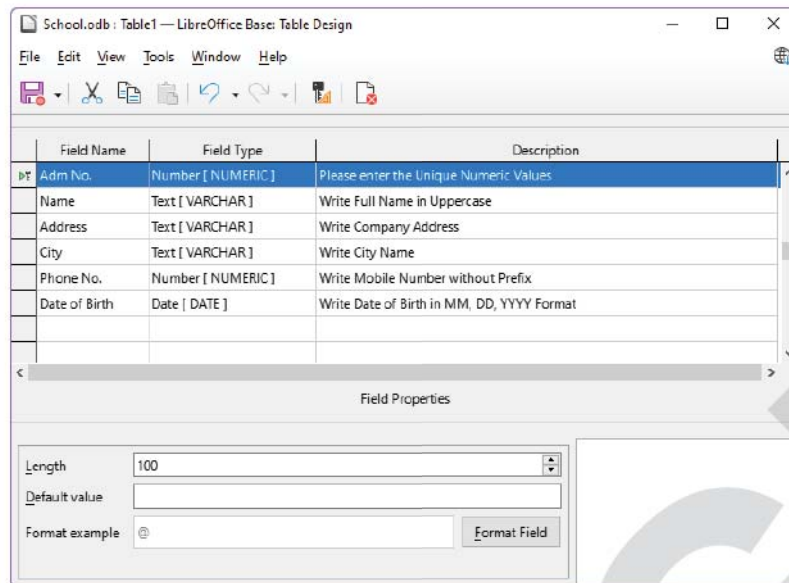 School.odb : Table1 — LibreOffice Base: Table Design
File Edit View Tools Window Help
Field Name Field Type Description
Adm No. Number [ NUMERIC ] Please enter the Unique Numeric Values
Name Text [ VARCHAR ] Write Full Name in Uppercase
Address Text [ VARCHAR ] Write Company Address
City Text [ VARCHAR ] Write City Name
Phone No. Number [ NUMERIC ] Write Mobile Number without Prefix
Date of Birth Date [ DATE ] Write Date of Birth in MM, DD, YYYY Format
Field Properties
Length 100
Default value
Format example @ Format Field